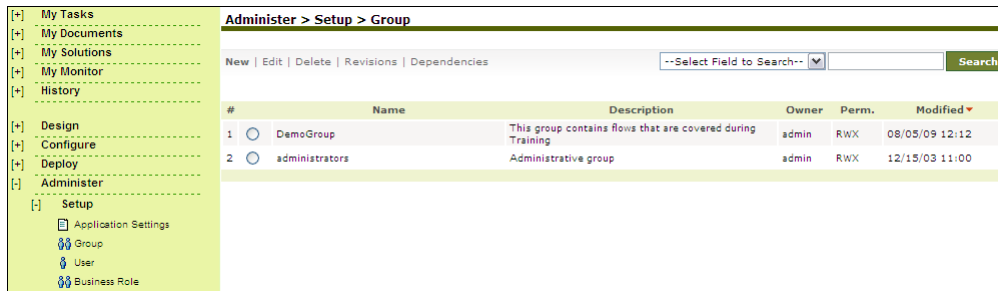 [+] My Tasks
[+] My Documents
[+] My Solutions
[+] My Monitor
[+] History
[+] Design
[+] Configure
[+] Deploy
[-] Administer
[-] Setup
Application Settings
Group
User
Business Role
Administer > Setup > Group
New | Edit | Delete | Revisions | Dependencies --Select Field to Search-- Search
# Name Description Owner Perm. Modified
1 DemoGroup This group contains flows that are covered during Training admin RWX 08/05/09 12:12
2 administrators Administrative group admin RWX 12/15/03 11:00